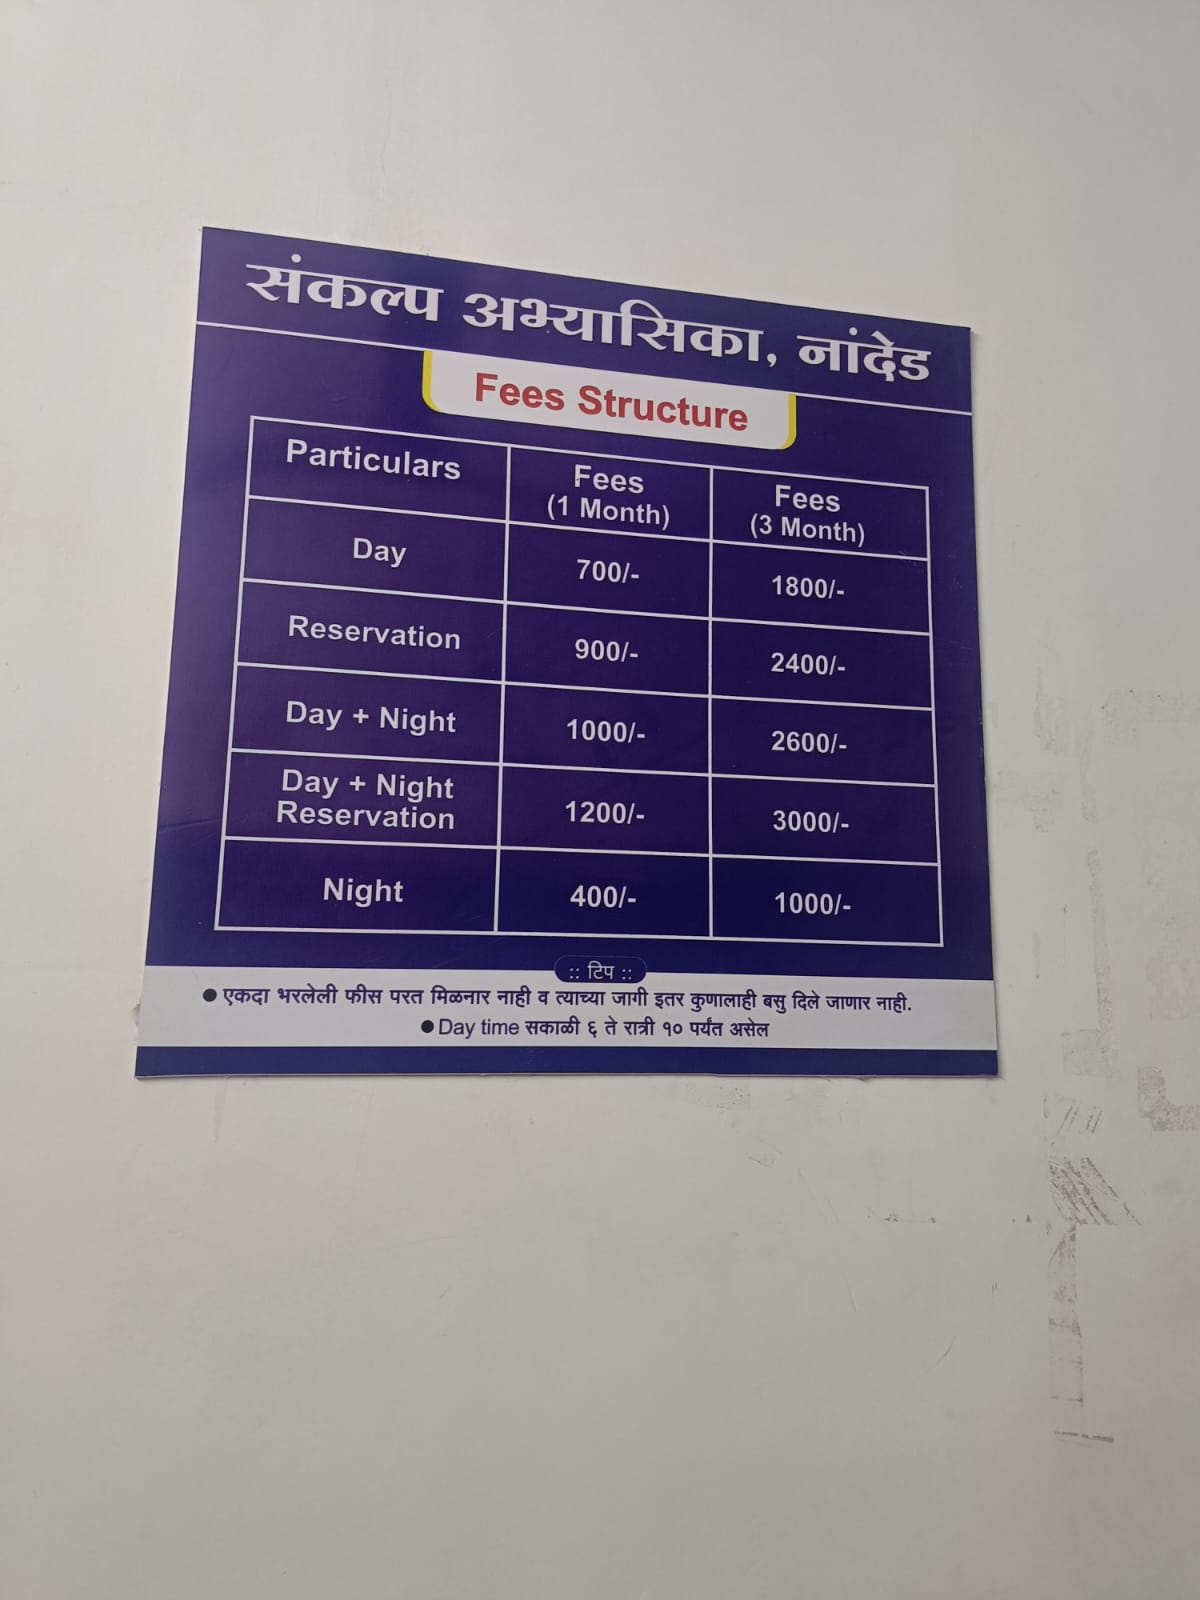 संकल्प अभ्यासिका, नांदेड
Fees Structure
Particulars Fees (1 Month) Fees (3 Month)
Day 700/- 1800/-
Reservation 900/- 2400/-
Day + Night 1000/- 2600/-
Day + Night Reservation 1200/- 3000/-
Night 400/- 1000/-
:: टिप ::
● एकदा भरलेली फीस परत मिळनार नाही व त्याच्या जागी इतर कुणालाही बसु दिले जाणार नाही.
● Day time सकाळी ६ ते रात्री १० पर्यंत असेल